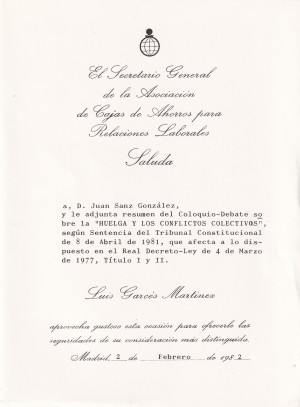 El Secretario General
de la Asociación
de Cajas de Ahorros para
Relaciones Laborales
Saluda
a, D. Juan Sanz González,
y le adjunta resumen del Coloquio-Debate so
bre la "HUELGA Y LOS CONFLICTOS COLECTIVOS",
según Sentencia del Tribunal Constitucional
de 8 de Abril de 1981, que afecta a lo dis-
puesto en el Real Decreto-Ley de 4 de Marzo
de 1977, Título I y II.
Luis Garcés Martínez
aprovecha gustoso esta ocasión para ofrecerle las
seguridades de su consideración más distinguida.
Madrid, 2 de Febrero de 1982